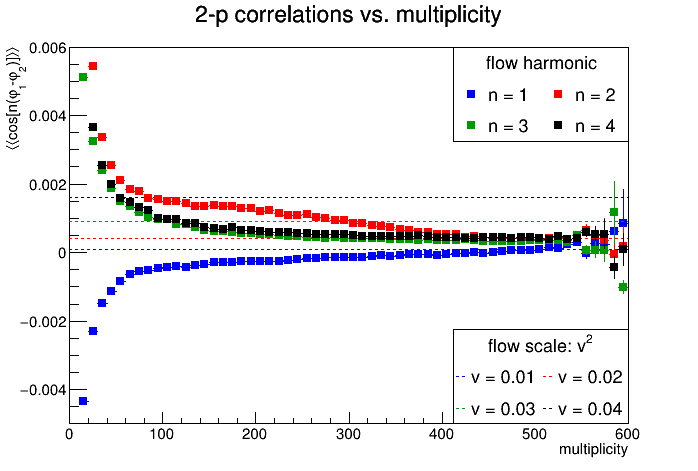 2-p correlations vs. multiplicity
⟨⟨cos[n(φ₁-φ₂)]⟩⟩
0.006
0.004
0.002
0
−0.002
−0.004
flow harmonic
n = 1 n = 2
n = 3 n = 4
flow scale: v²
v = 0.01 v = 0.02
v = 0.03 v = 0.04
0 100 200 300 400 500 600
multiplicity